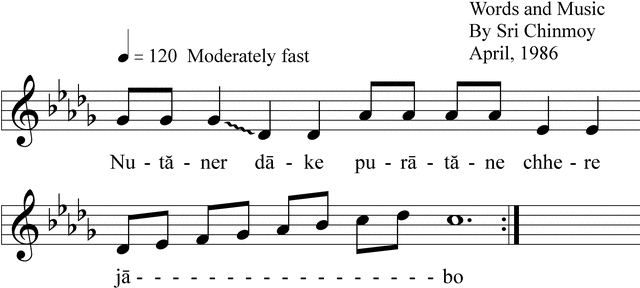 Words and Music
By Sri Chinmoy
April, 1986
= 120 Moderately fast
Nu - tă - ner dā - ke pu - rā - tă - ne chhe - re
jā - - - - - - - - - - - - - - - - - bo